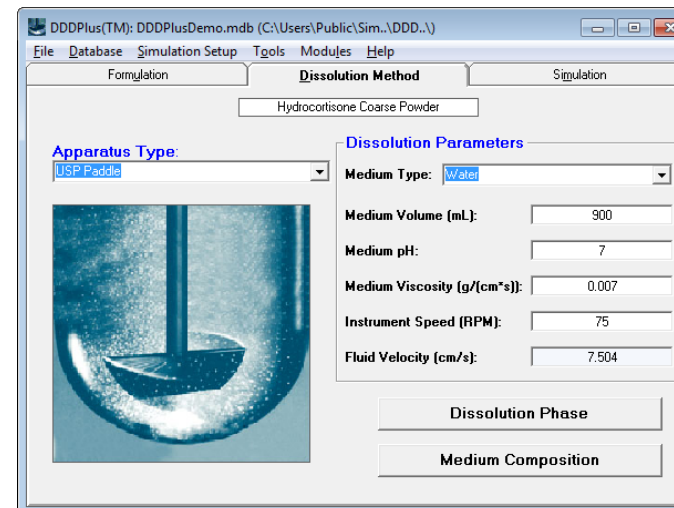 DDDPlus(TM): DDDPlusDemo.mdb (C:\Users\Public\Sim..\DDD..\)
File Database Simulation Setup Tools Modules Help
Formulation Dissolution Method Simulation
Hydrocortisone Coarse Powder
Apparatus Type:
USP Paddle
Dissolution Parameters
Medium Type: Water
Medium Volume (mL): 900
Medium pH: 7
Medium Viscosity (g/(cm*s)): 0.007
Instrument Speed (RPM): 75
Fluid Velocity (cm/s): 7.504
Dissolution Phase
Medium Composition